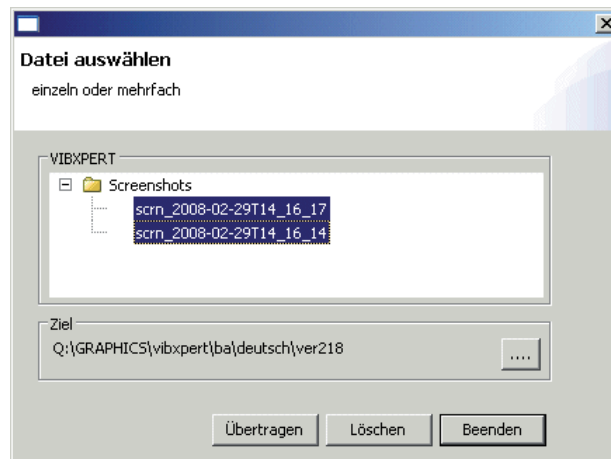 Datei auswählen
einzeln oder mehrfach
VIBXPERT
Screenshots
scrn_2008-02-29T14_16_17
scrn_2008-02-29T14_16_14
Ziel
Q:\GRAPHICS\vibxpert\ba\deutsch\ver218
....
Übertragen Löschen Beenden